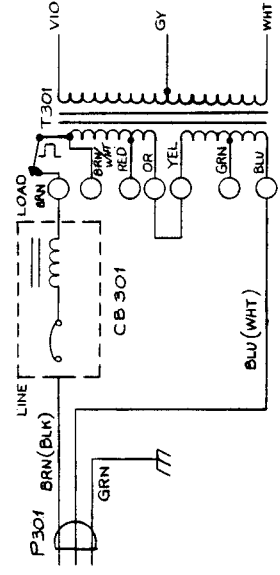 VIO
GY
WHT
T301
LOAD
BRN
BRN/WHT
RED
OR
YEL
GRN
BLU
LINE
CB301
BRN(BLK)
BLU(WHT)
P301
GRN